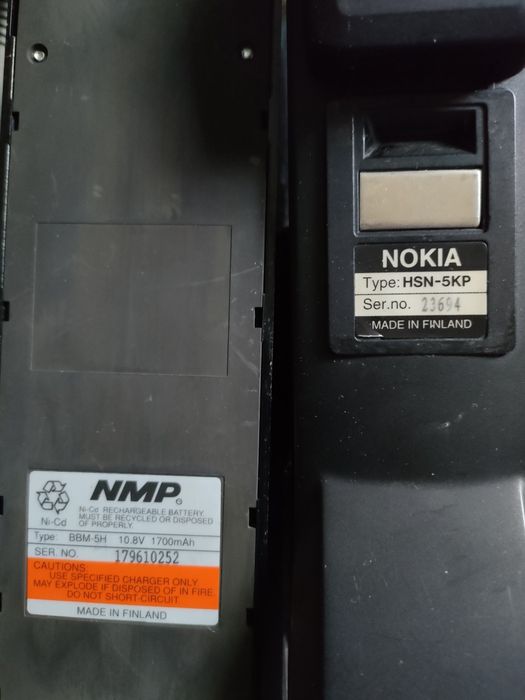 NOKIA
Type: HSN-5KP
Ser.no. 23694
MADE IN FINLAND
NMP®
Ni-Cd RECHARGEABLE BATTERY.
MUST BE RECYCLED OR DISPOSED
OF PROPERLY.
Ni-Cd
Type: BBM-5H 10.8V 1700mAh
SER. NO. 179610252
CAUTIONS:
USE SPECIFIED CHARGER ONLY.
MAY EXPLODE IF DISPOSED OF IN FIRE.
DO NOT SHORT-CIRCUIT.
MADE IN FINLAND